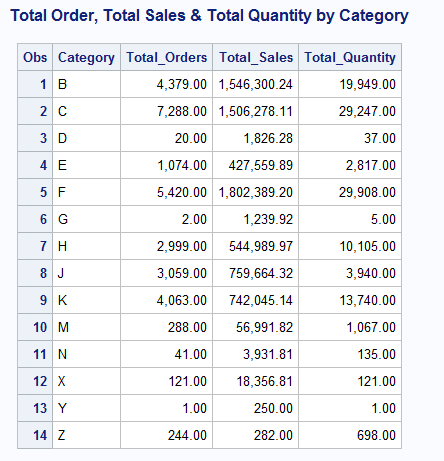 Total Order, Total Sales & Total Quantity by Category
Obs Category Total_Orders Total_Sales Total_Quantity
1 B 4,379.00 1,546,300.24 19,949.00
2 C 7,288.00 1,506,278.11 29,247.00
3 D 20.00 1,826.28 37.00
4 E 1,074.00 427,559.89 2,817.00
5 F 5,420.00 1,802,389.20 29,908.00
6 G 2.00 1,239.92 5.00
7 H 2,999.00 544,989.97 10,105.00
8 J 3,059.00 759,664.32 3,940.00
9 K 4,063.00 742,045.14 13,740.00
10 M 288.00 56,991.82 1,067.00
11 N 41.00 3,931.81 135.00
12 X 121.00 18,356.81 121.00
13 Y 1.00 250.00 1.00
14 Z 244.00 282.00 698.00